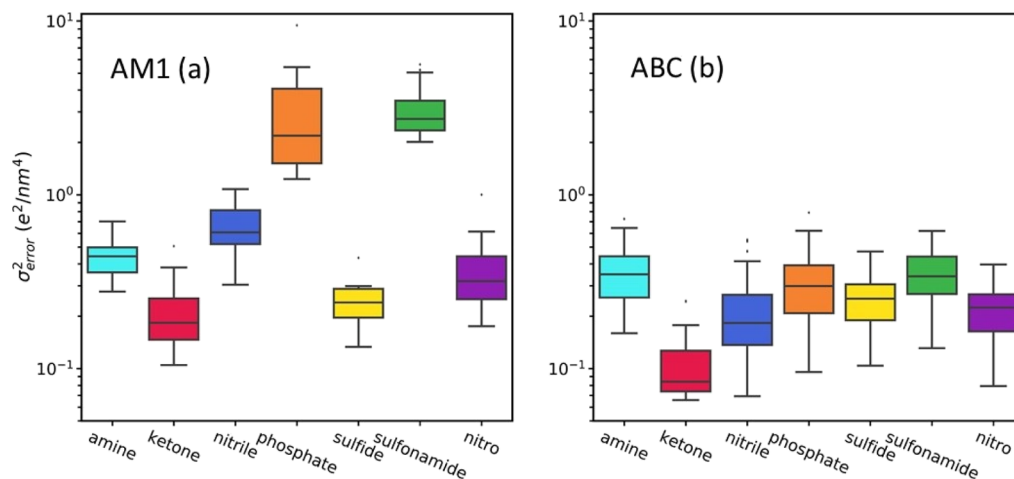 AM1 (a)
ABC (b)
10¹
10⁰
10⁻¹
σ²error (e²/nm⁴)
amine
ketone
nitrile
phosphate
sulfide
sulfonamide
nitro
10¹
10⁰
10⁻¹
amine
ketone
nitrile
phosphate
sulfide
sulfonamide
nitro